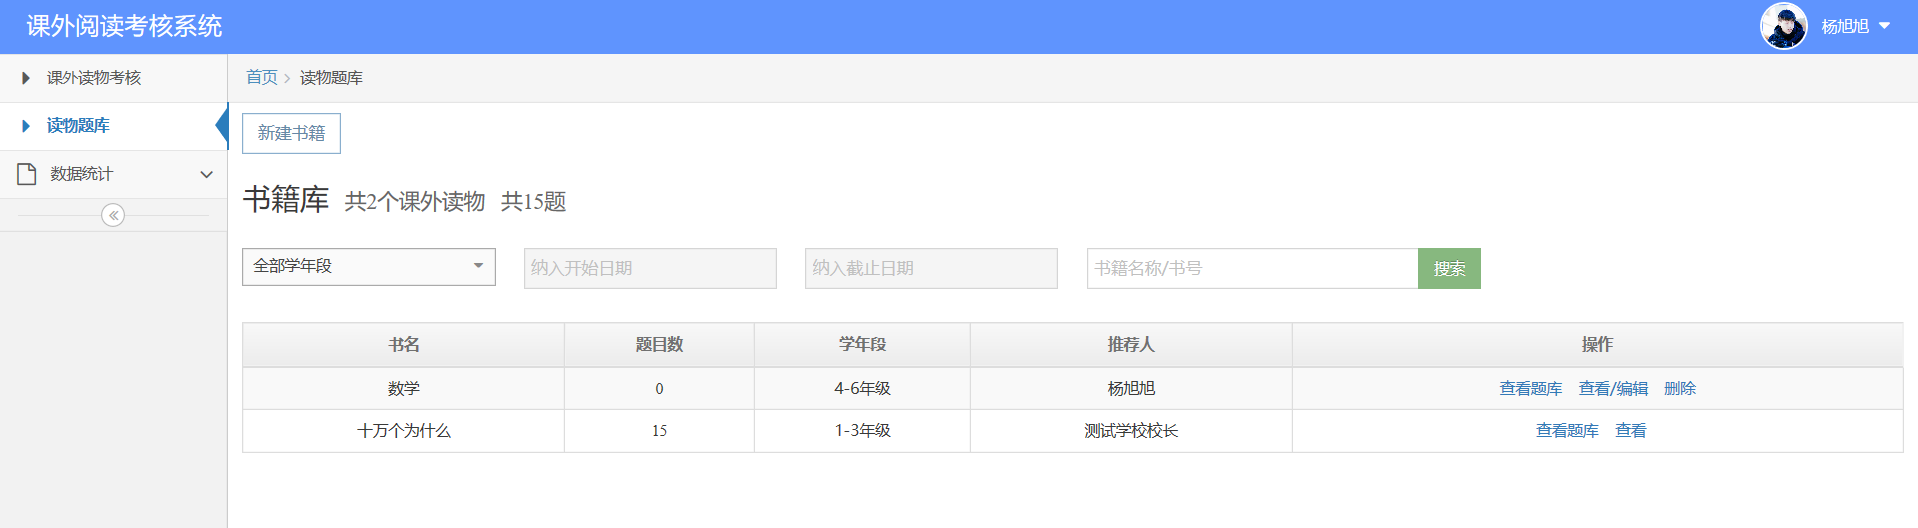 课外阅读考核系统
杨旭旭
课外读物考核
读物题库
数据统计
首页 > 读物题库
新建书籍
书籍库 共2个课外读物 共15题
全部学年段 纳入开始日期 纳入截止日期 书籍名称/书号 搜索
书名 题目数 学年段 推荐人 操作
数学 0 4-6年级 杨旭旭 查看题库 查看/编辑 删除
十万个为什么 15 1-3年级 测试学校校长 查看题库 查看